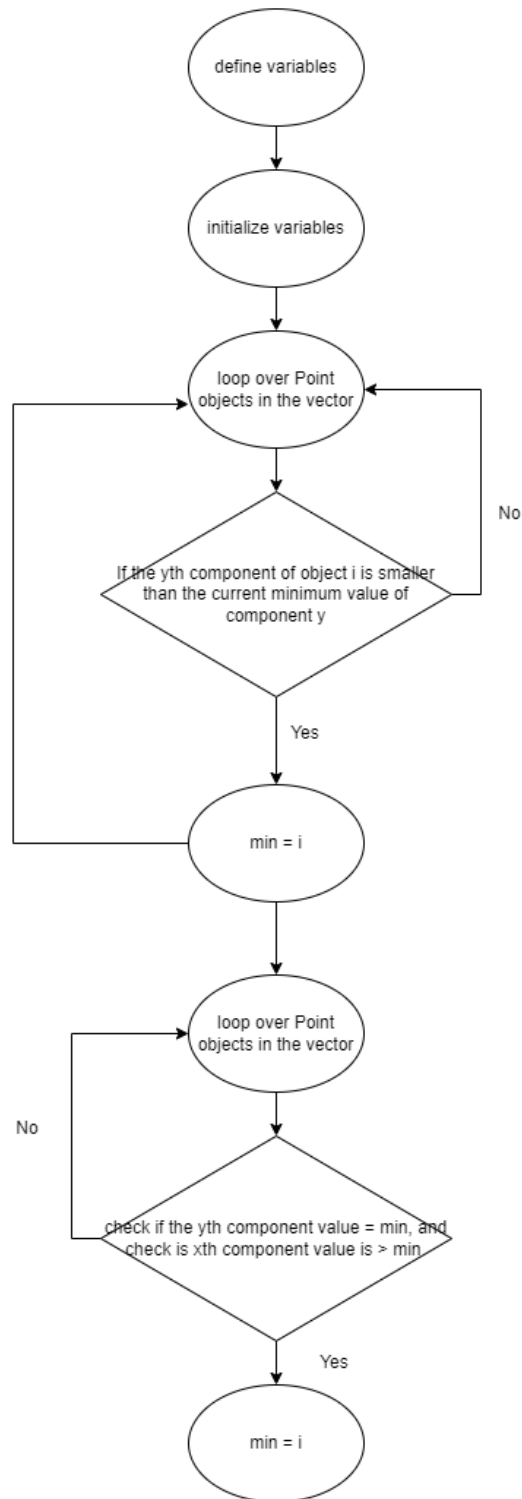 define variables
initialize variables
loop over Point
objects in the vector
No
If the yth component of object i is smaller
than the current minimum value of
component y
Yes
min = i
loop over Point
objects in the vector
No
check if the yth component value = min, and
check is xth component value is > min
Yes
min = i